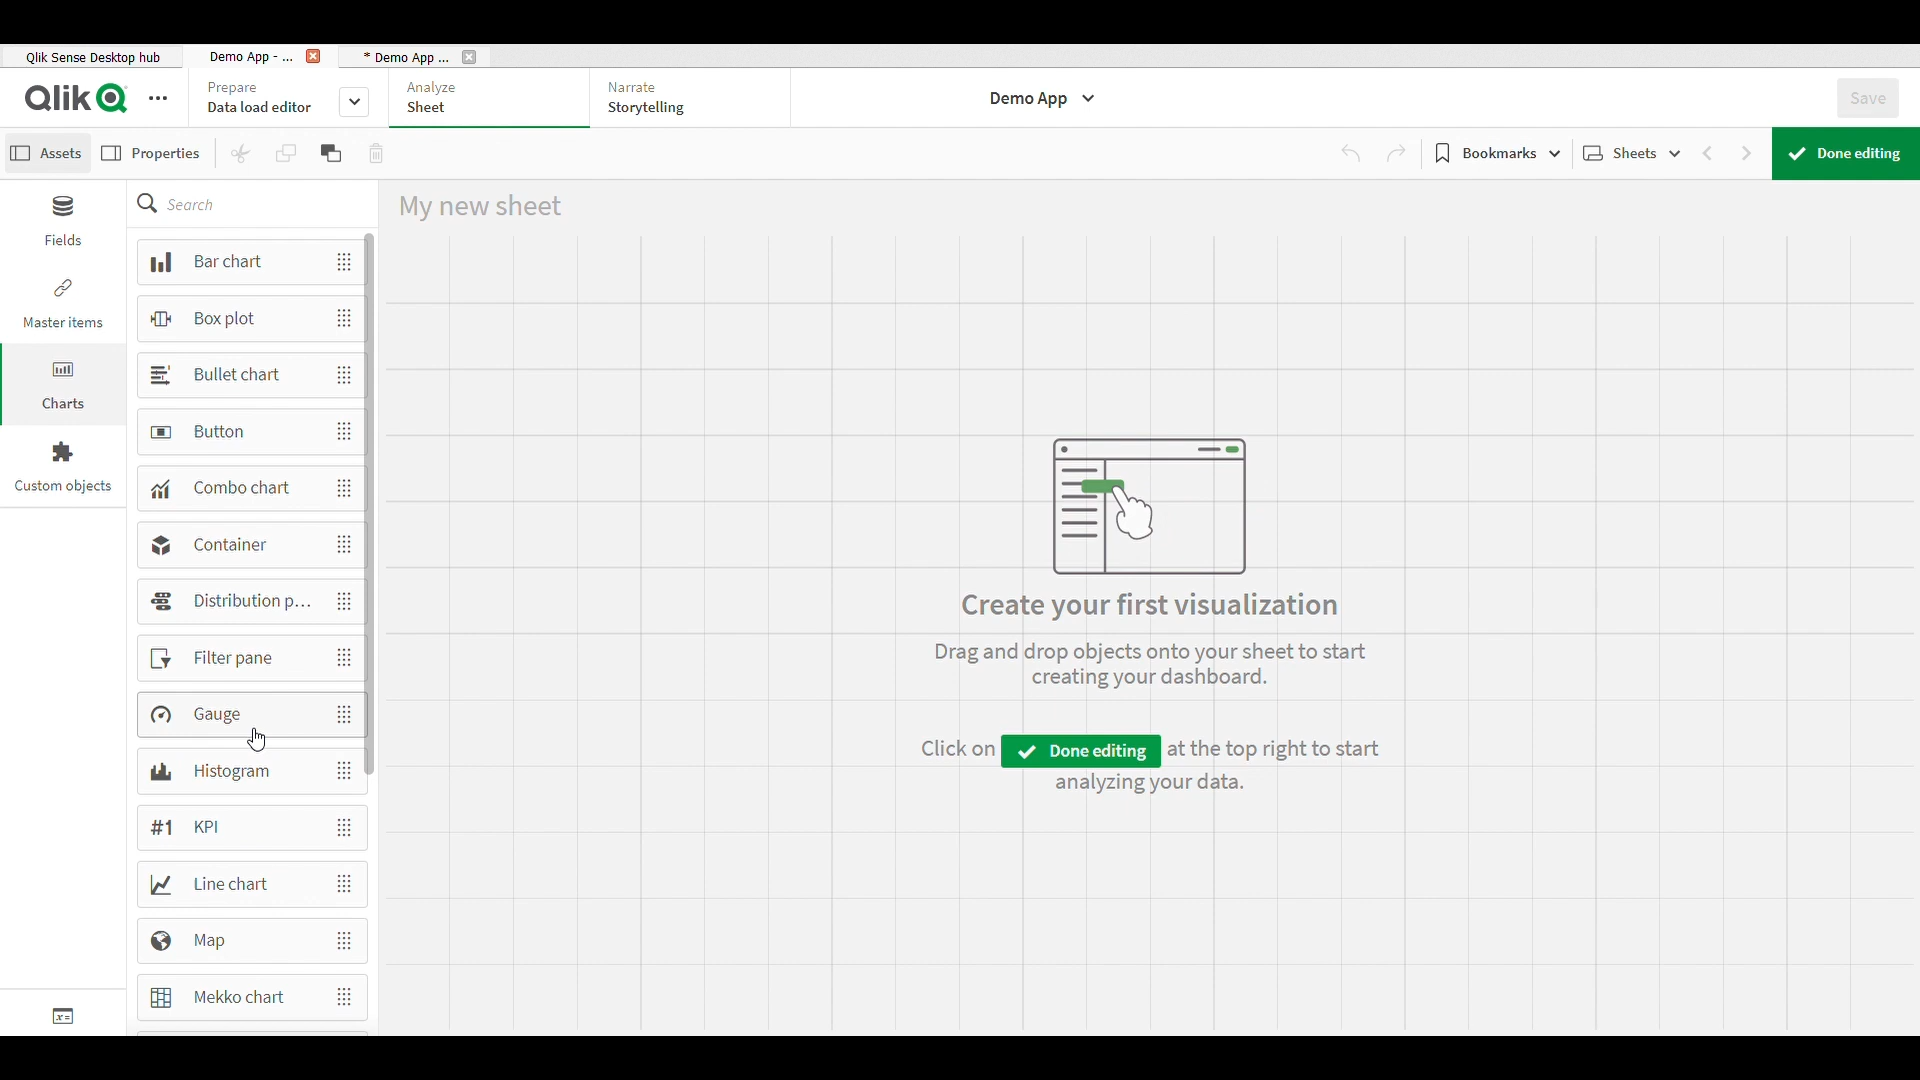 Qlik Sense Desktop hub
Demo App - ...
* Demo App ...
Qlik
Prepare
Data load editor
Analyze
Sheet
Narrate
Storytelling
Demo App
Save
Assets
Properties
Bookmarks
Sheets
Done editing
Fields
Master items
Charts
Custom objects
x=
Search
Bar chart
Box plot
Bullet chart
Button
Combo chart
Container
Distribution p...
Filter pane
Gauge
Histogram
#1 KPI
Line chart
Map
Mekko chart
My new sheet
Create your first visualization
Drag and drop objects onto your sheet to start
creating your dashboard.
Click on Done editing at the top right to start
analyzing your data.